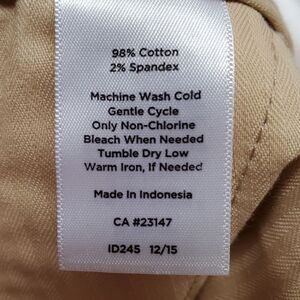 98% Cotton
2% Spandex
Machine Wash Cold
Gentle Cycle
Only Non-Chlorine
Bleach When Needed
Tumble Dry Low
Warm Iron, If Needed
Made In Indonesia
CA #23147
ID245 12/15